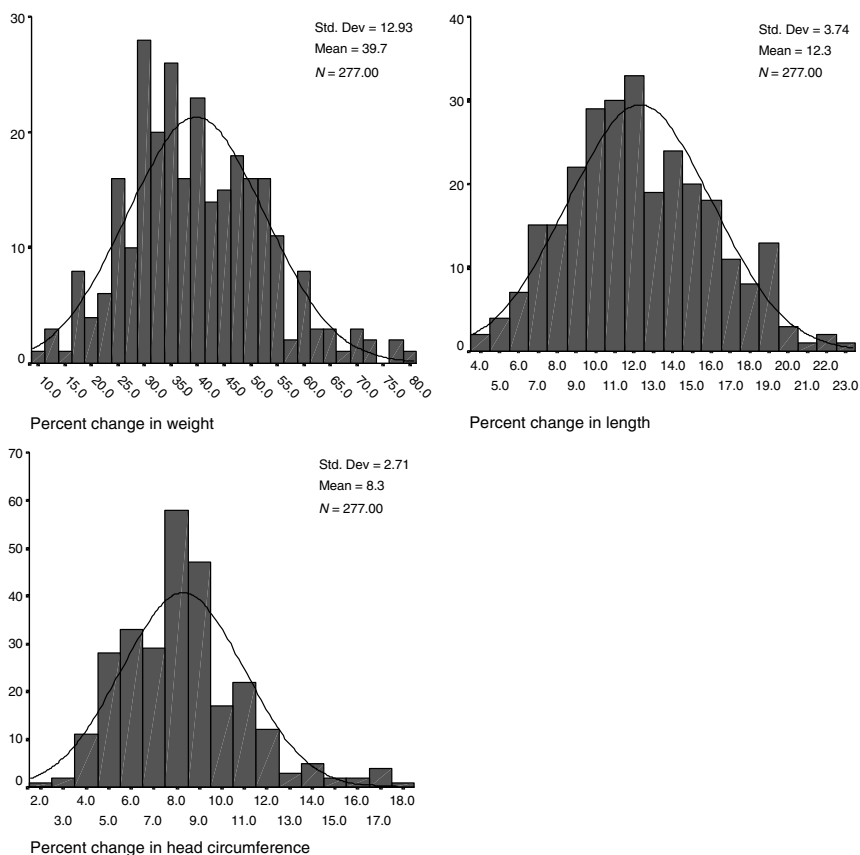 30
20
10
0
Std. Dev = 12.93
Mean = 39.7
N = 277.00
10.0 15.0 20.0 25.0 30.0 35.0 40.0 45.0 50.0 55.0 60.0 65.0 70.0 75.0 80.0
Percent change in weight
40
30
20
10
0
Std. Dev = 3.74
Mean = 12.3
N = 277.00
4.0 6.0 8.0 10.0 12.0 14.0 16.0 18.0 20.0 22.0
5.0 7.0 9.0 11.0 13.0 15.0 17.0 19.0 21.0 23.0
Percent change in length
70
60
50
40
30
20
10
0
Std. Dev = 2.71
Mean = 8.3
N = 277.00
2.0 4.0 6.0 8.0 10.0 12.0 14.0 16.0 18.0
3.0 5.0 7.0 9.0 11.0 13.0 15.0 17.0
Percent change in head circumference